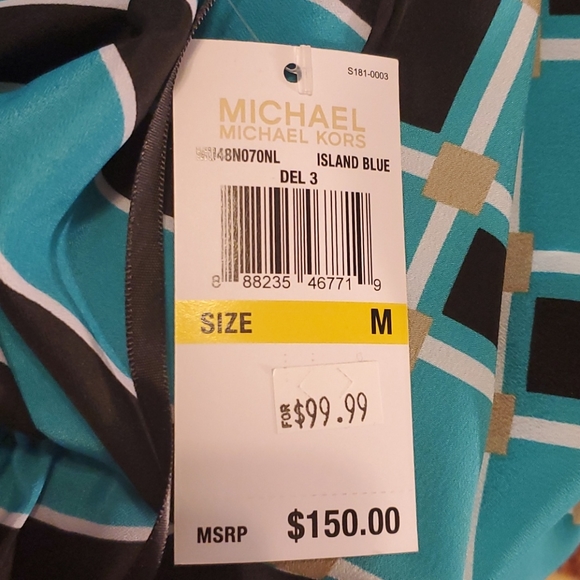 S181-0003
MICHAEL
MICHAEL KORS
J48N070NL ISLAND BLUE
DEL 3
8 88235 46771 9
SIZE M
FOR $99.99
MSRP $150.00